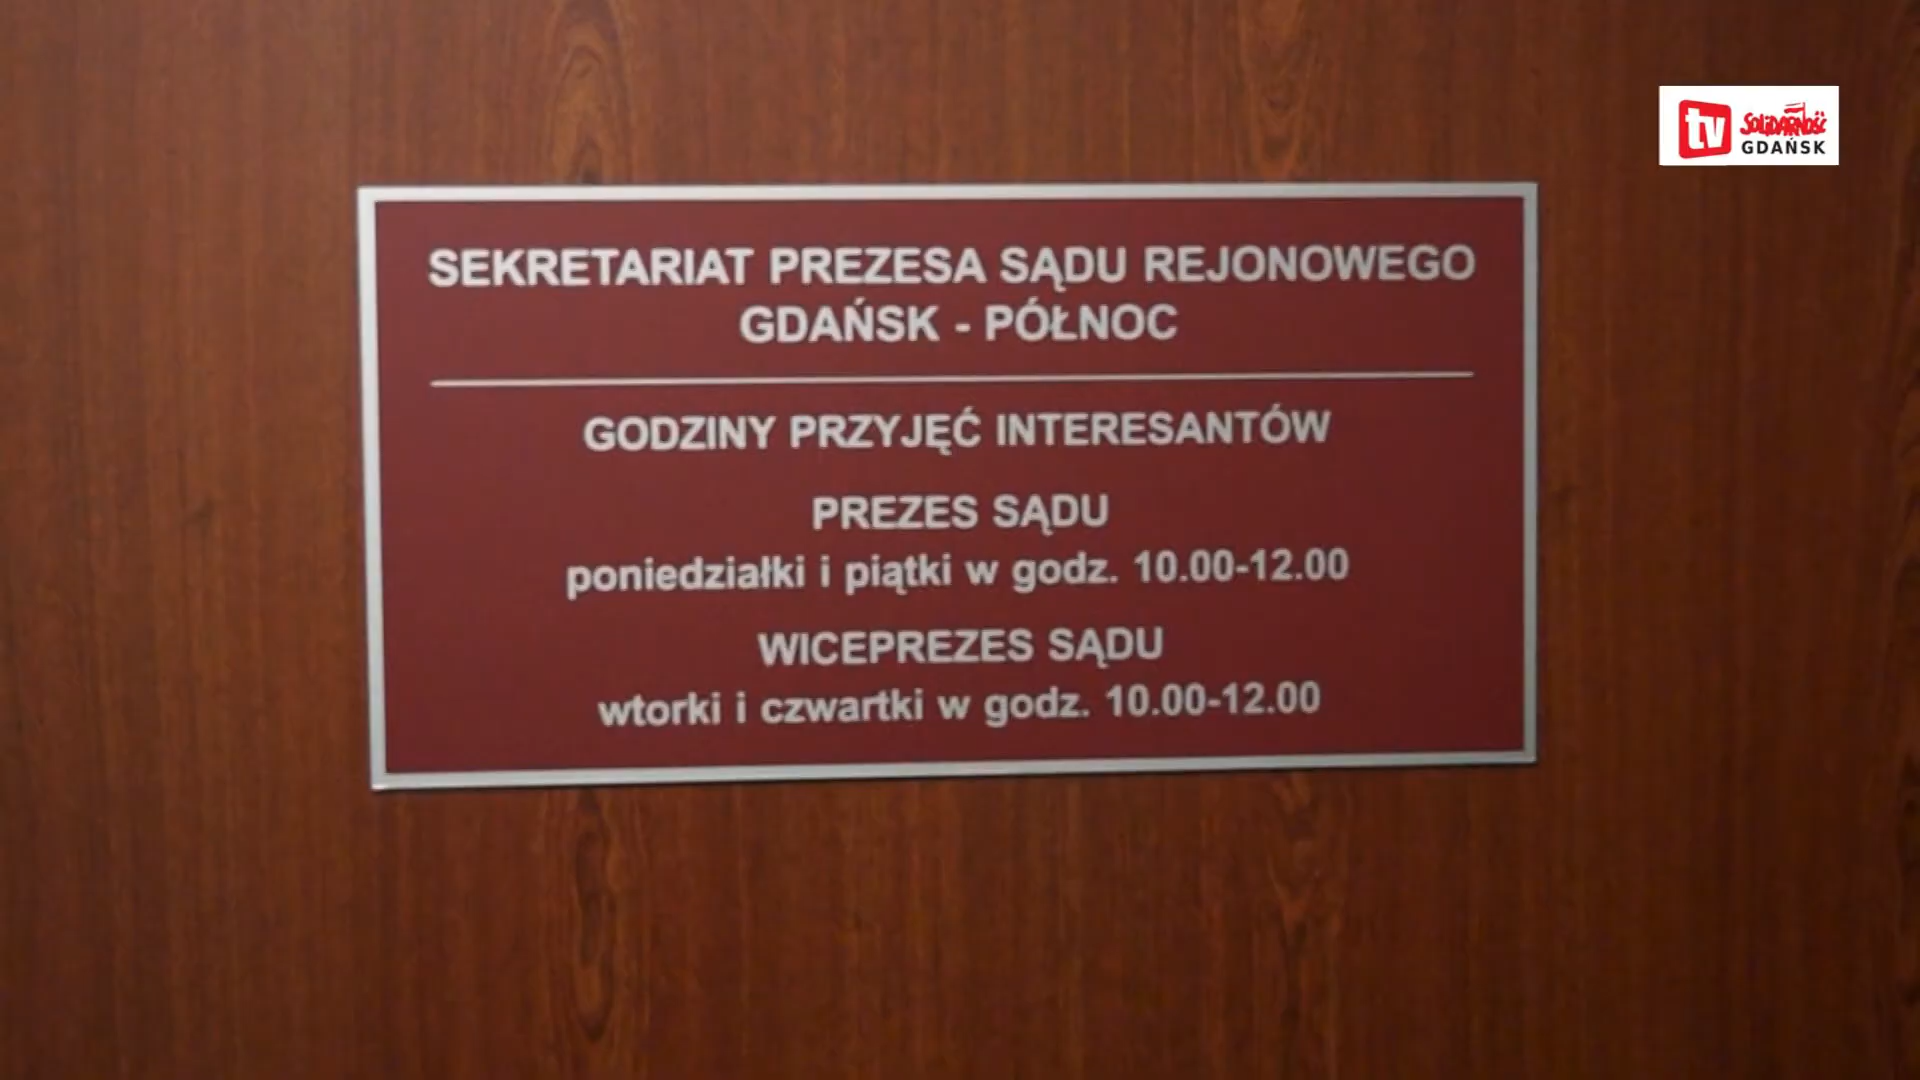 tv SOLIDARNOŚĆ
GDAŃSK
SEKRETARIAT PREZESA SĄDU REJONOWEGO
GDAŃSK - PÓŁNOC
GODZINY PRZYJĘĆ INTERESANTÓW
PREZES SĄDU
poniedziałki i piątki w godz. 10.00-12.00
WICEPREZES SĄDU
wtorki i czwartki w godz. 10.00-12.00